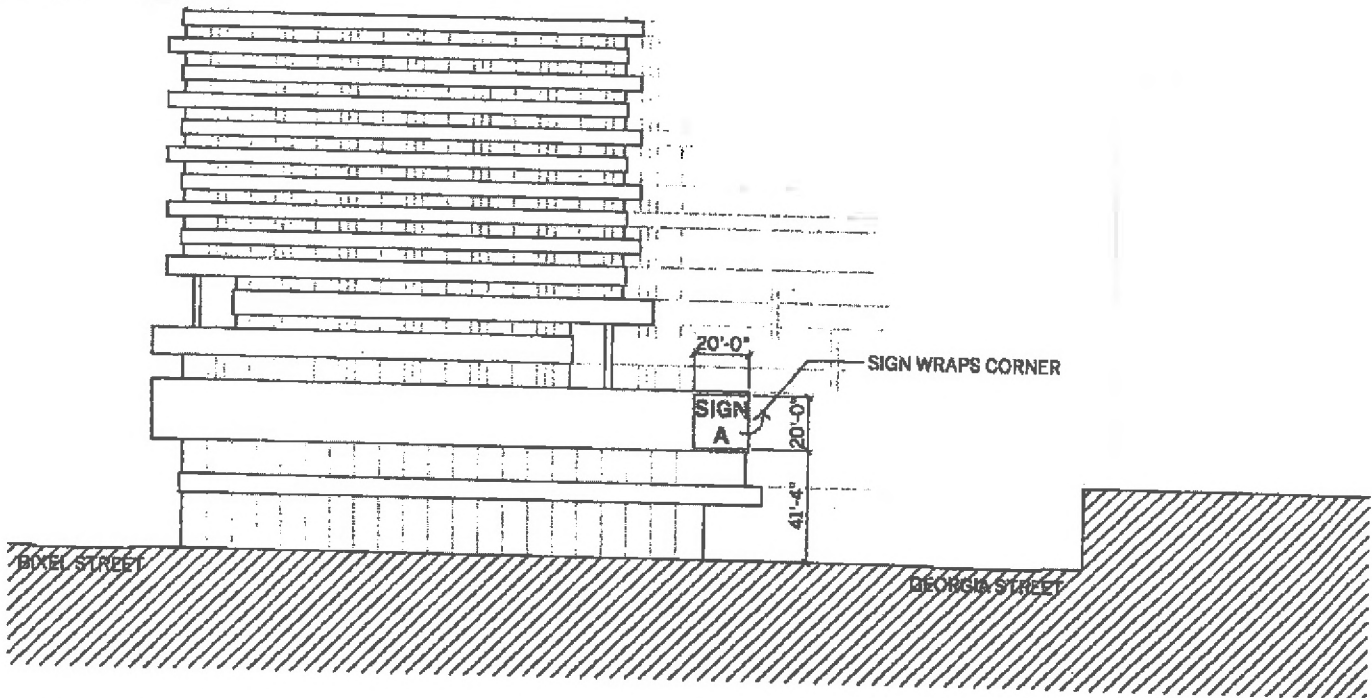 20'-0"
SIGN WRAPS CORNER
SIGN
A
20'-0"
41'-4"
BIXEL STREET
GEORGIA STREET